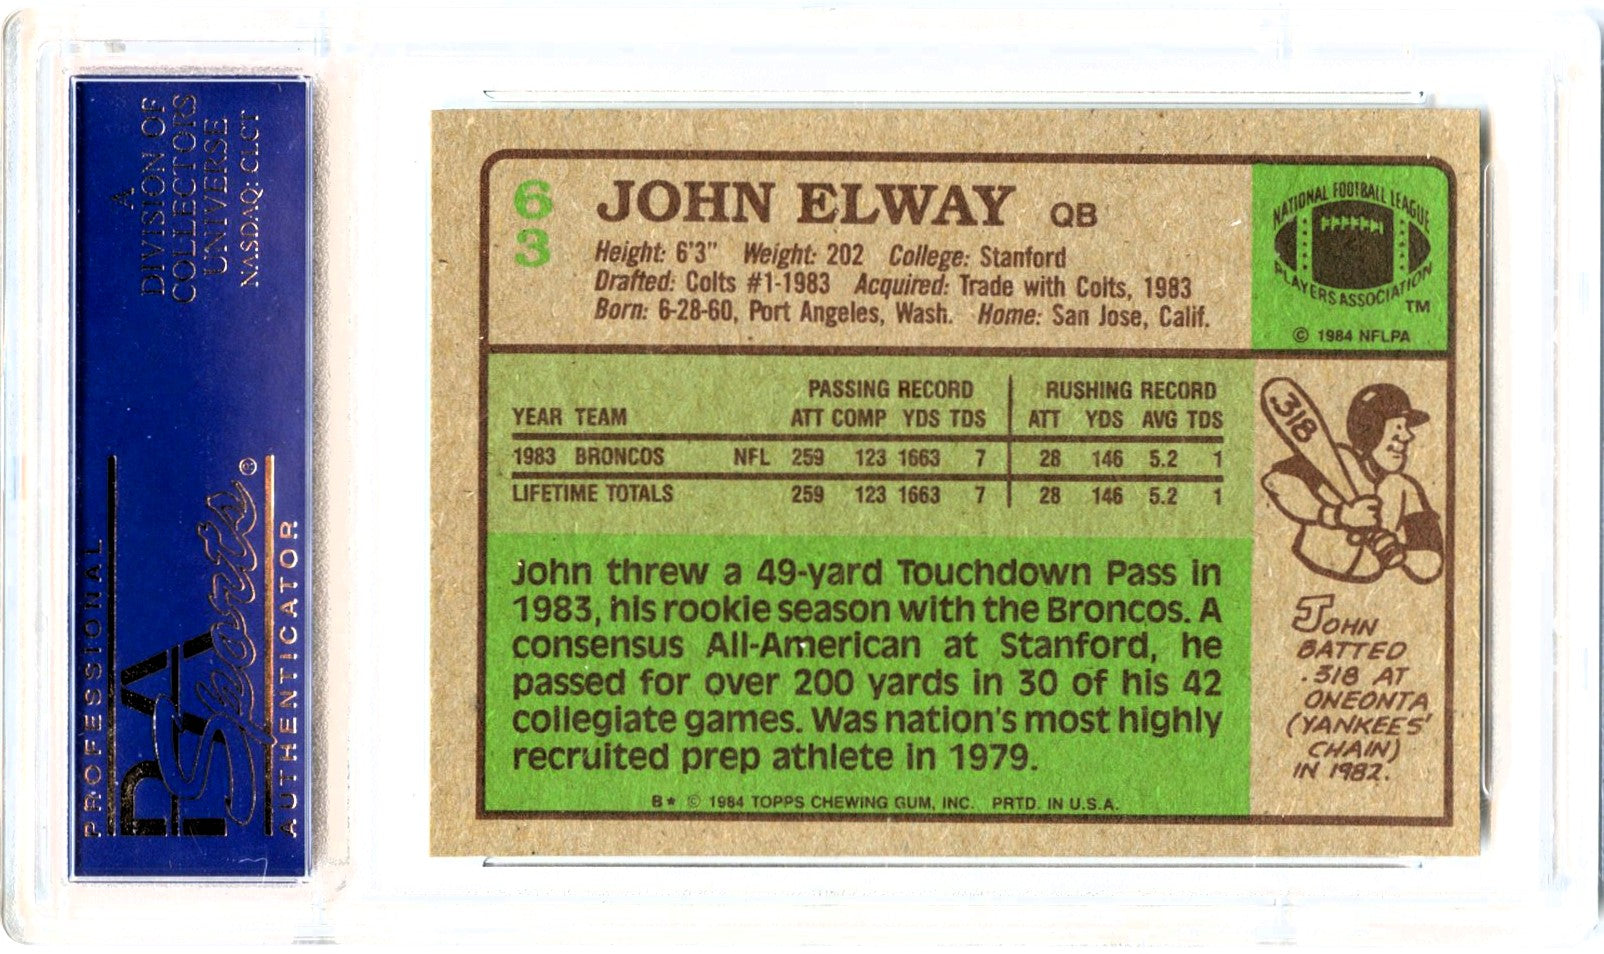 A
DIVISION OF
COLLECTORS
UNIVERSE
NASDAQ: CLCT
PROFESSIONAL
PSA
Sports®
AUTHENTICATOR
63
JOHN ELWAY QB
Height: 6'3" Weight: 202 College: Stanford
Drafted: Colts #1-1983 Acquired: Trade with Colts, 1983
Born: 6-28-60, Port Angeles, Wash. Home: San Jose, Calif.
NATIONAL FOOTBALL LEAGUE
PLAYERS ASSOCIATION
TM
© 1984 NFLPA
PASSING RECORD RUSHING RECORD
YEAR TEAM ATT COMP YDS TDS ATT YDS AVG TDS
1983 BRONCOS NFL 259 123 1663 7 28 146 5.2 1
LIFETIME TOTALS 259 123 1663 7 28 146 5.2 1
John threw a 49-yard Touchdown Pass in
1983, his rookie season with the Broncos. A
consensus All-American at Stanford, he
passed for over 200 yards in 30 of his 42
collegiate games. Was nation's most highly
recruited prep athlete in 1979.
B* © 1984 TOPPS CHEWING GUM, INC. PRTD. IN U.S.A.
.318
JOHN
BATTED
.318 AT
ONEONTA
(YANKEES'
CHAIN)
IN 1982.